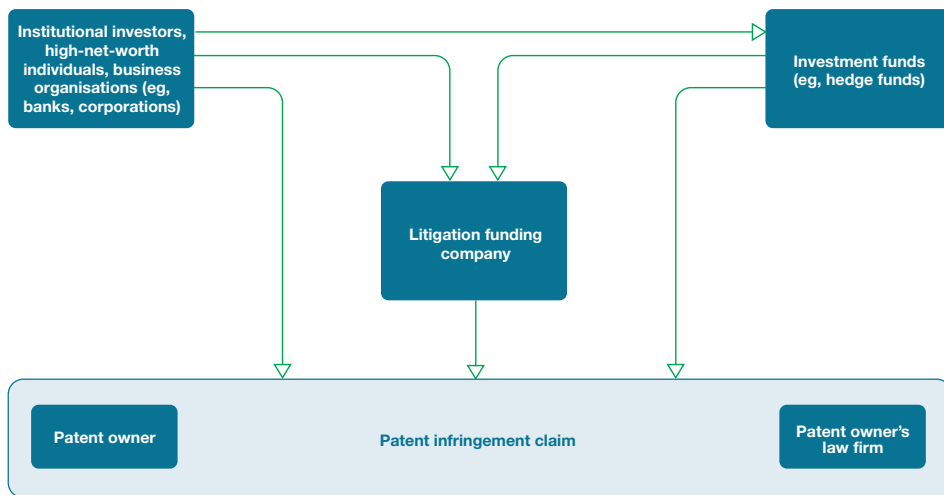 Institutional investors,
high-net-worth
individuals, business
organisations (eg,
banks, corporations)
Investment funds
(eg, hedge funds)
Litigation funding
company
Patent owner
Patent infringement claim
Patent owner's
law firm